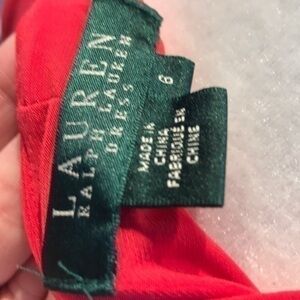 LAUREN
RALPH LAUREN
DRESS
6
MADE IN
CHINA
FABRIQUÉ EN
CHINE